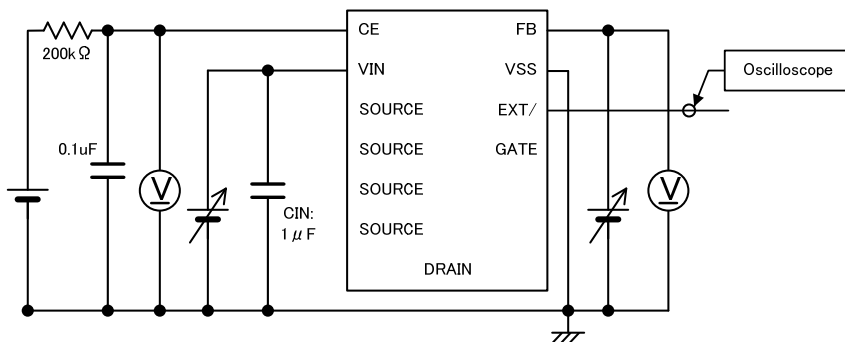 CE
FB
200kΩ
VIN
VSS
Oscilloscope
SOURCE
EXT/
0.1uF
SOURCE
GATE
V
V
SOURCE
CIN:
1μF
SOURCE
DRAIN